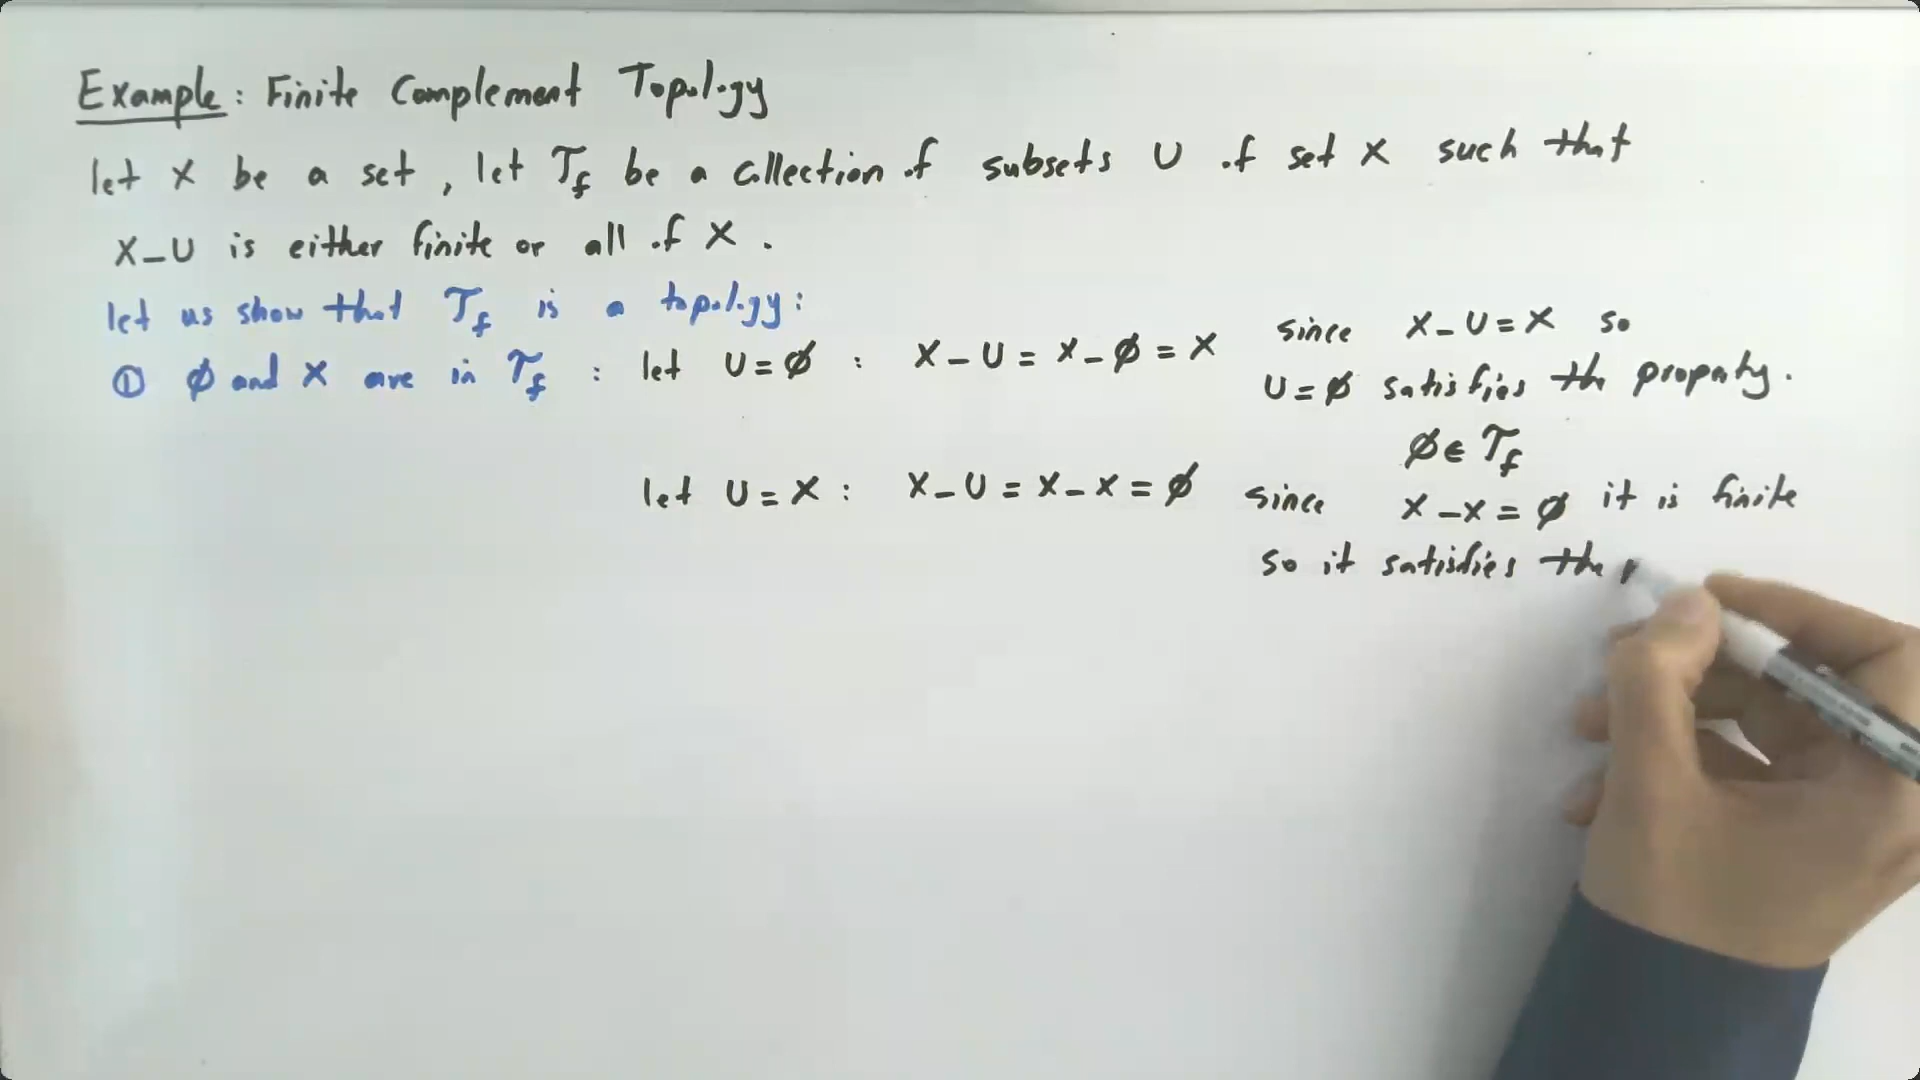 Example: Finite Complement Topology
let X be a set, let T_f be a collection of subsets U of set X such that
X - U is either finite or all of X.
let us show that T_f is a topology:
① ∅ and X are in T_f : let U = ∅ : X - U = X - ∅ = X since X - U = X so
U = ∅ satisfies the property.
∅ ∈ T_f
let U = X : X - U = X - X = ∅ since X - X = ∅ it is finite
so it satisfies the